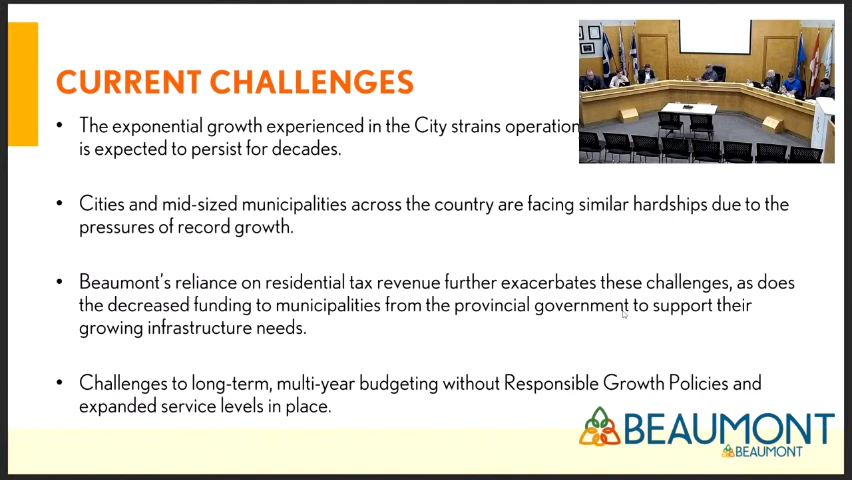 CURRENT CHALLENGES
• The exponential growth experienced in the City strains operation
is expected to persist for decades.
• Cities and mid-sized municipalities across the country are facing similar hardships due to the
pressures of record growth.
• Beaumont's reliance on residential tax revenue further exacerbates these challenges, as does
the decreased funding to municipalities from the provincial government to support their
growing infrastructure needs.
• Challenges to long-term, multi-year budgeting without Responsible Growth Policies and
expanded service levels in place.
BEAUMONT
BEAUMONT